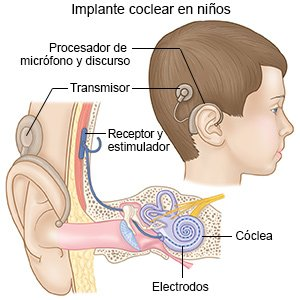 Implante coclear en niños
Procesador de
micrófono y discurso
Transmisor
Receptor y
estimulador
Cóclea
Electrodos